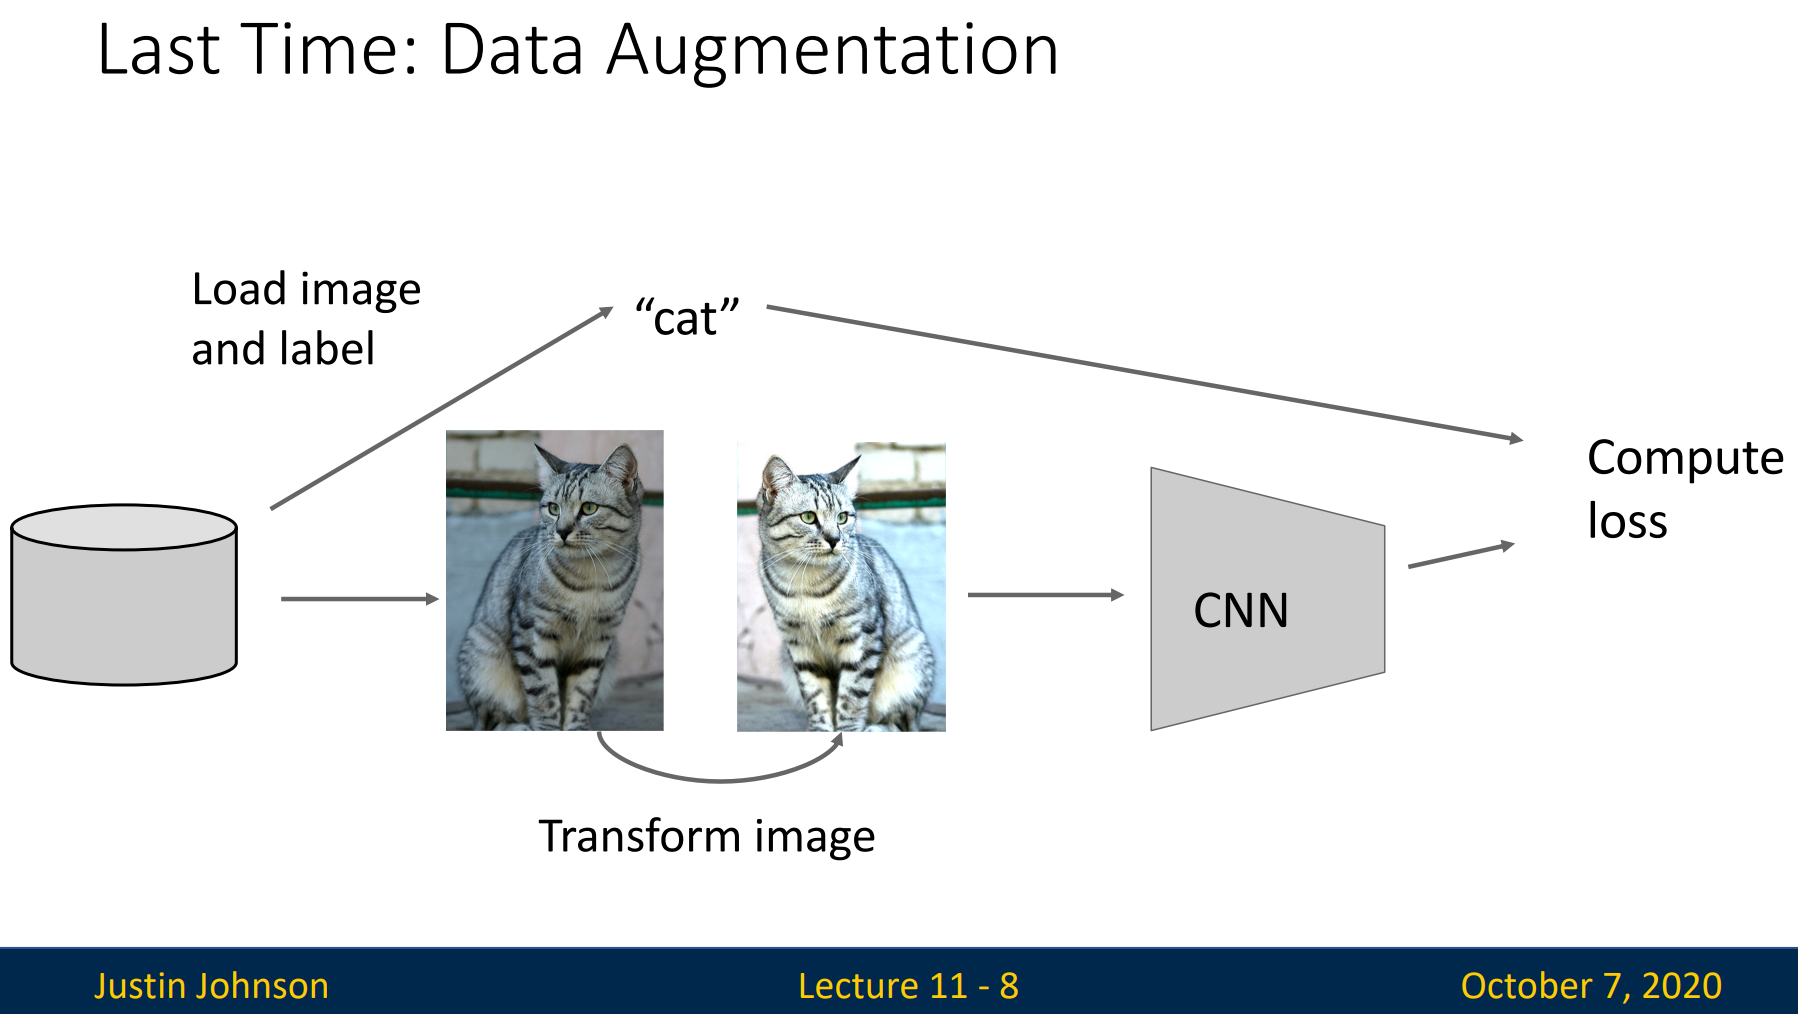 Last Time: Data Augmentation
Load image
and label
“cat”
Compute
loss
CNN
Transform image
Justin Johnson
Lecture 11 - 8
October 7, 2020